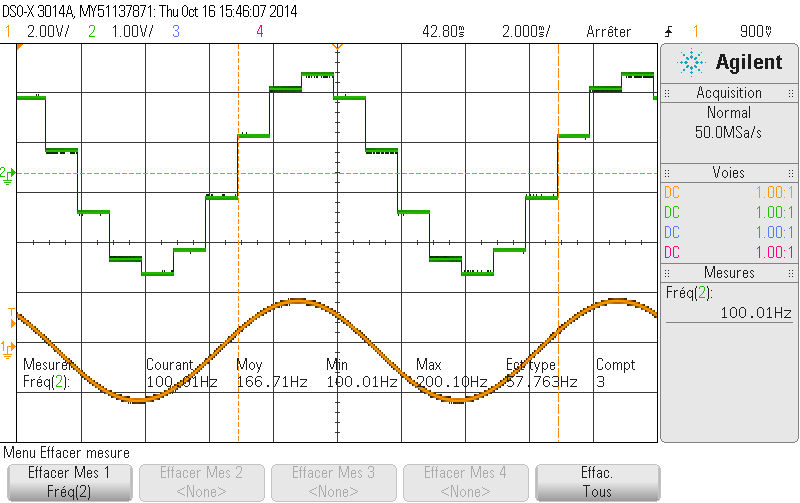 DSO-X 3014A, MY51137871: Thu Oct 16 15:46:07 2014
1 2.00V/ 2 1.00V/ 3 4 42.80s 2.000s/ Arrêter 1 900V
Agilent
Acquisition
Normal
50.0MSa/s
Voies
DC 1.00:1
DC 1.00:1
DC 1.00:1
DC 1.00:1
Mesures
Fréq(2):
100.01Hz
2
T
1
Mesurer Courant Moy Min Max Ect type Compt
Fréq(2): 100.01Hz 166.71Hz 100.01Hz 200.10Hz 57.763Hz 3
Menu Effacer mesure
Effacer Mes 1 Effacer Mes 2 Effacer Mes 3 Effacer Mes 4 Effac.
Fréq(2) <None> <None> <None> Tous